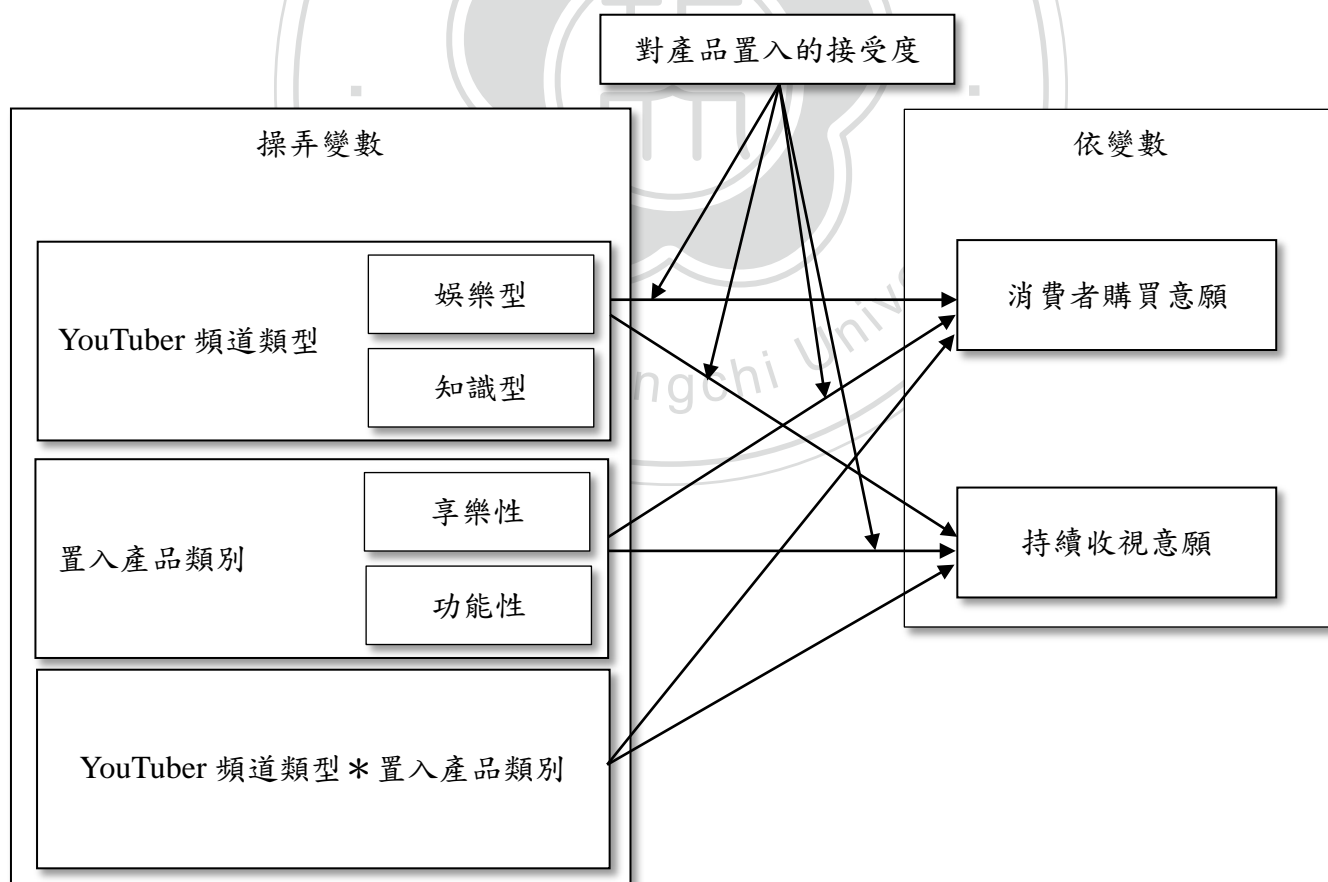 對產品置入的接受度
操弄變數
依變數
YouTuber 頻道類型
娛樂型
知識型
消費者購買意願
置入產品類別
享樂性
功能性
持續收視意願
YouTuber 頻道類型＊置入產品類別
ngchi Univ